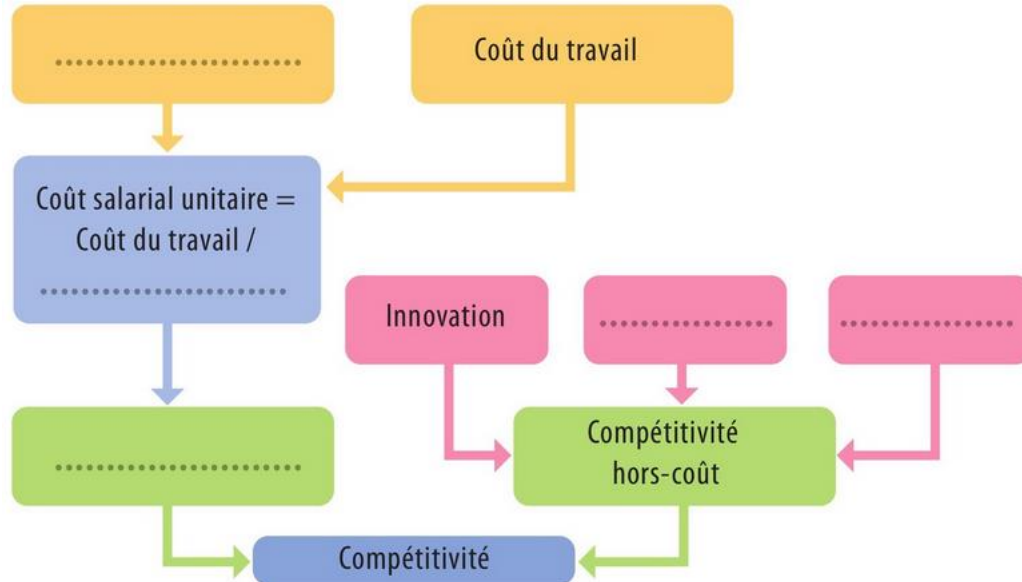 ........................
Coût du travail
Coût salarial unitaire =
Coût du travail /
........................
Innovation
.................
.................
........................
Compétitivité
hors-coût
Compétitivité